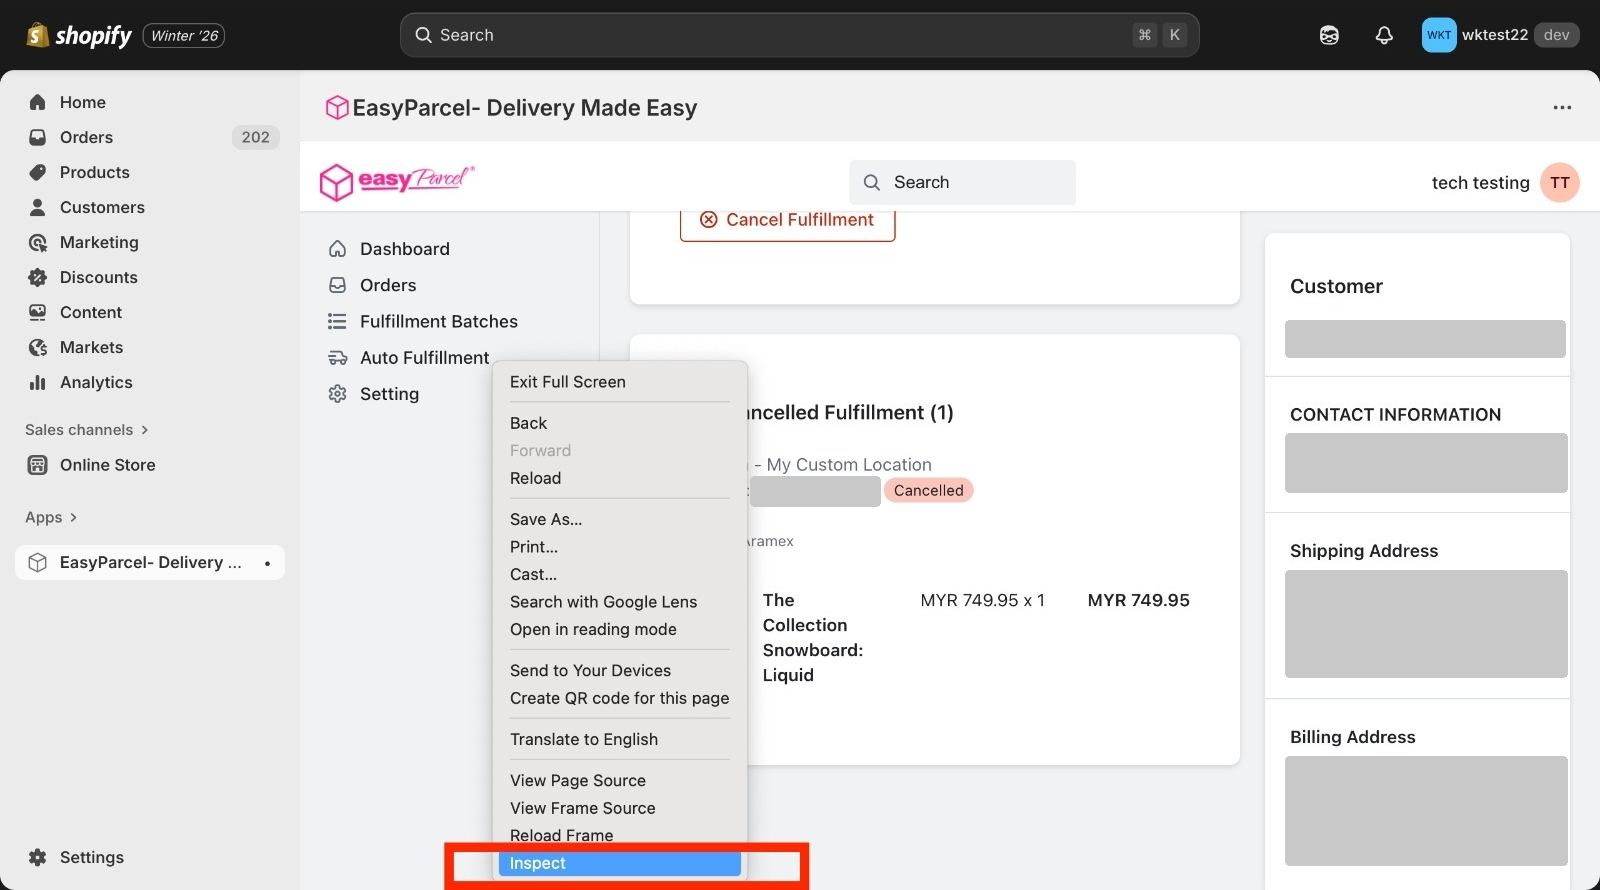 shopify
Winter '26
Search
⌘ K
WKT
wktest22
dev
Home
Orders
202
Products
Customers
Marketing
Discounts
Content
Markets
Analytics
Sales channels
Online Store
Apps
EasyParcel- Delivery ...
Settings
EasyParcel- Delivery Made Easy
easyParcel
Search
tech testing
TT
Dashboard
Orders
Fulfillment Batches
Auto Fulfillment
Setting
Cancel Fulfillment
ncelled Fulfillment (1)
- My Custom Location
Cancelled
Aramex
The
Collection
Snowboard:
Liquid
MYR 749.95 x 1
MYR 749.95
Exit Full Screen
Back
Forward
Reload
Save As...
Print...
Cast...
Search with Google Lens
Open in reading mode
Send to Your Devices
Create QR code for this page
Translate to English
View Page Source
View Frame Source
Reload Frame
Inspect
Customer
CONTACT INFORMATION
Shipping Address
Billing Address